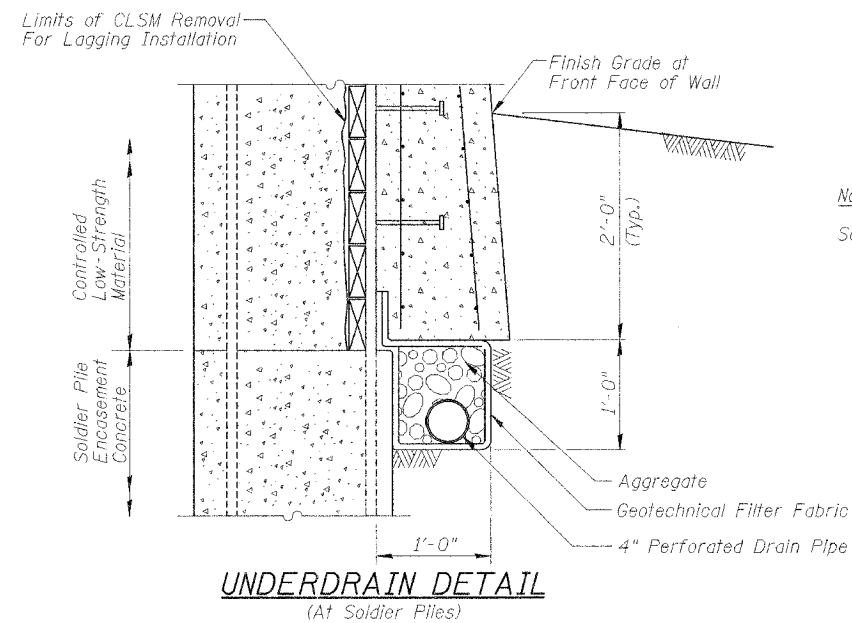 Limits of CLSM Removal
For Lagging Installation
Finish Grade at
Front Face of Wall
Controlled
Low-Strength
Material
2'-0"
(Typ.)
Soldier Pile
Encasement
Concrete
1'-0"
Aggregate
Geotechnical Filter Fabric
4" Perforated Drain Pipe
1'-0"
UNDERDRAIN DETAIL
(At Soldier Piles)